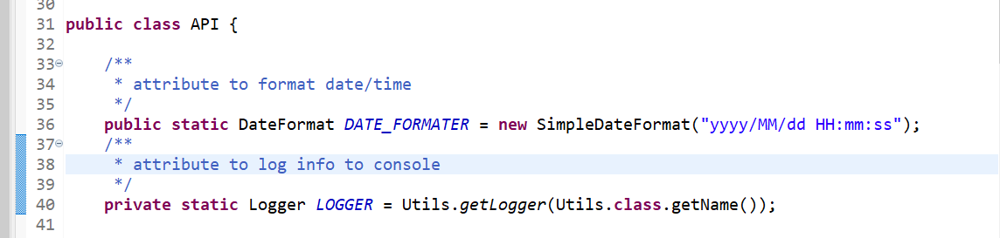 30
31 public class API {
32
33 /**
34 * attribute to format date/time
35 */
36 public static DateFormat DATE_FORMATER = new SimpleDateFormat("yyyy/MM/dd HH:mm:ss");
37 /**
38 * attribute to log info to console
39 */
40 private static Logger LOGGER = Utils.getLogger(Utils.class.getName());
41